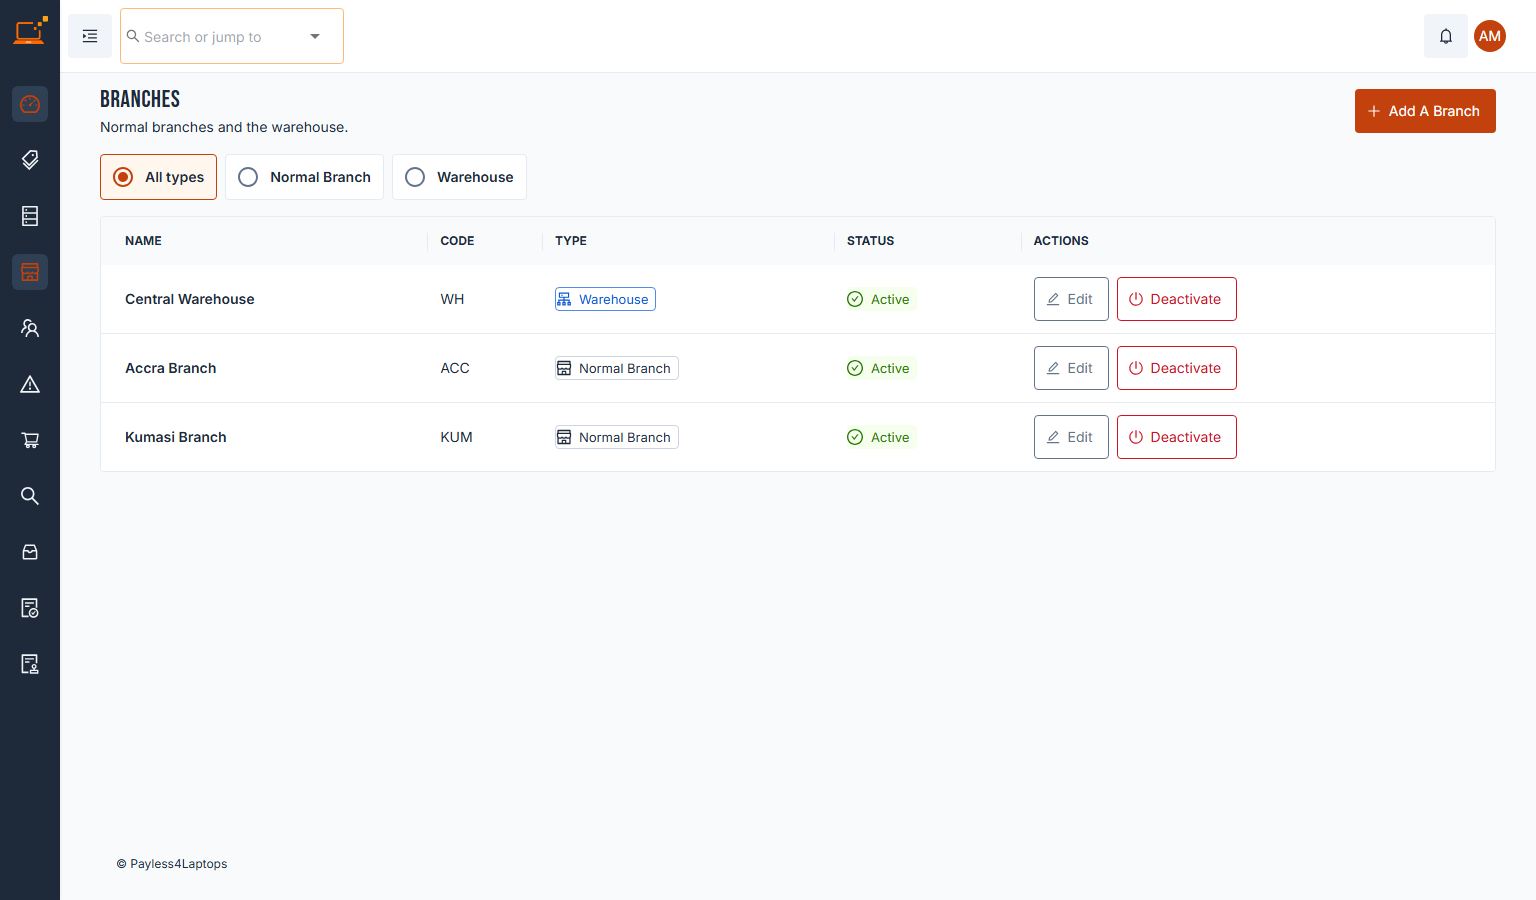 Search or jump to
AM
BRANCHES
Normal branches and the warehouse.
+ Add A Branch
All types
Normal Branch
Warehouse
NAME CODE TYPE STATUS ACTIONS
Central Warehouse WH Warehouse Active Edit Deactivate
Accra Branch ACC Normal Branch Active Edit Deactivate
Kumasi Branch KUM Normal Branch Active Edit Deactivate
© Payless4Laptops